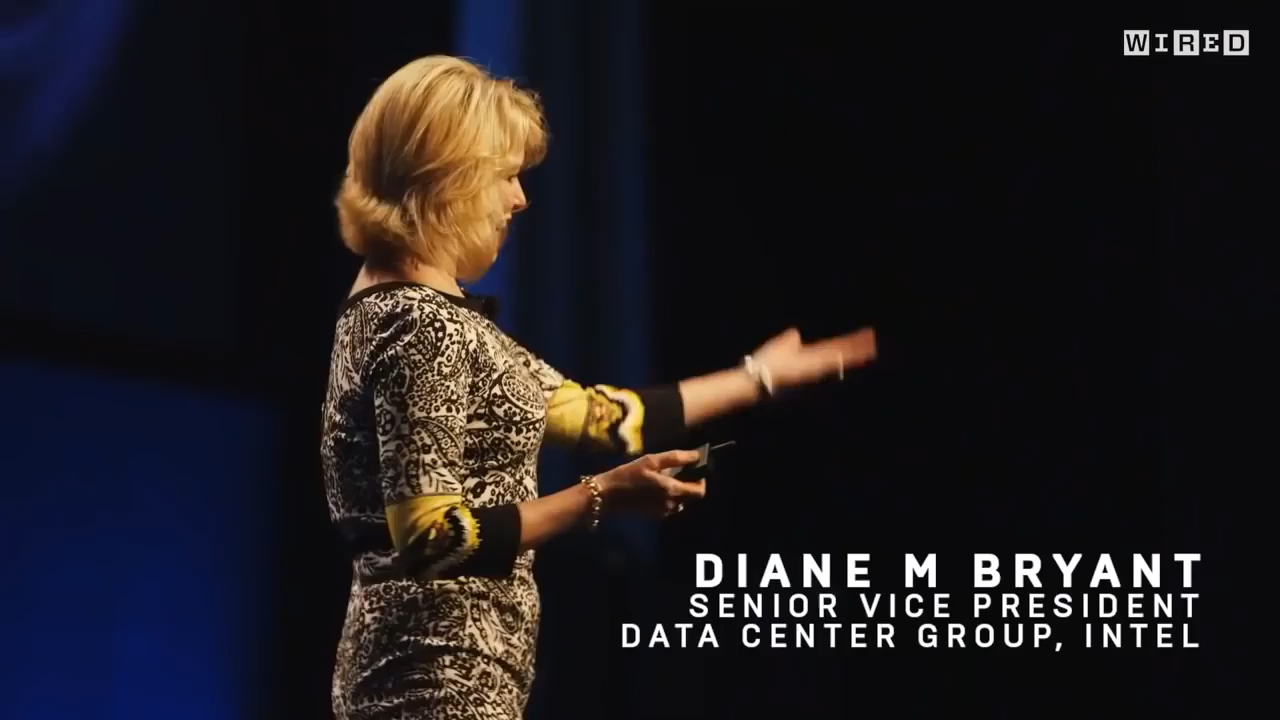 WIRED
DIANE M BRYANT
SENIOR VICE PRESIDENT
DATA CENTER GROUP, INTEL